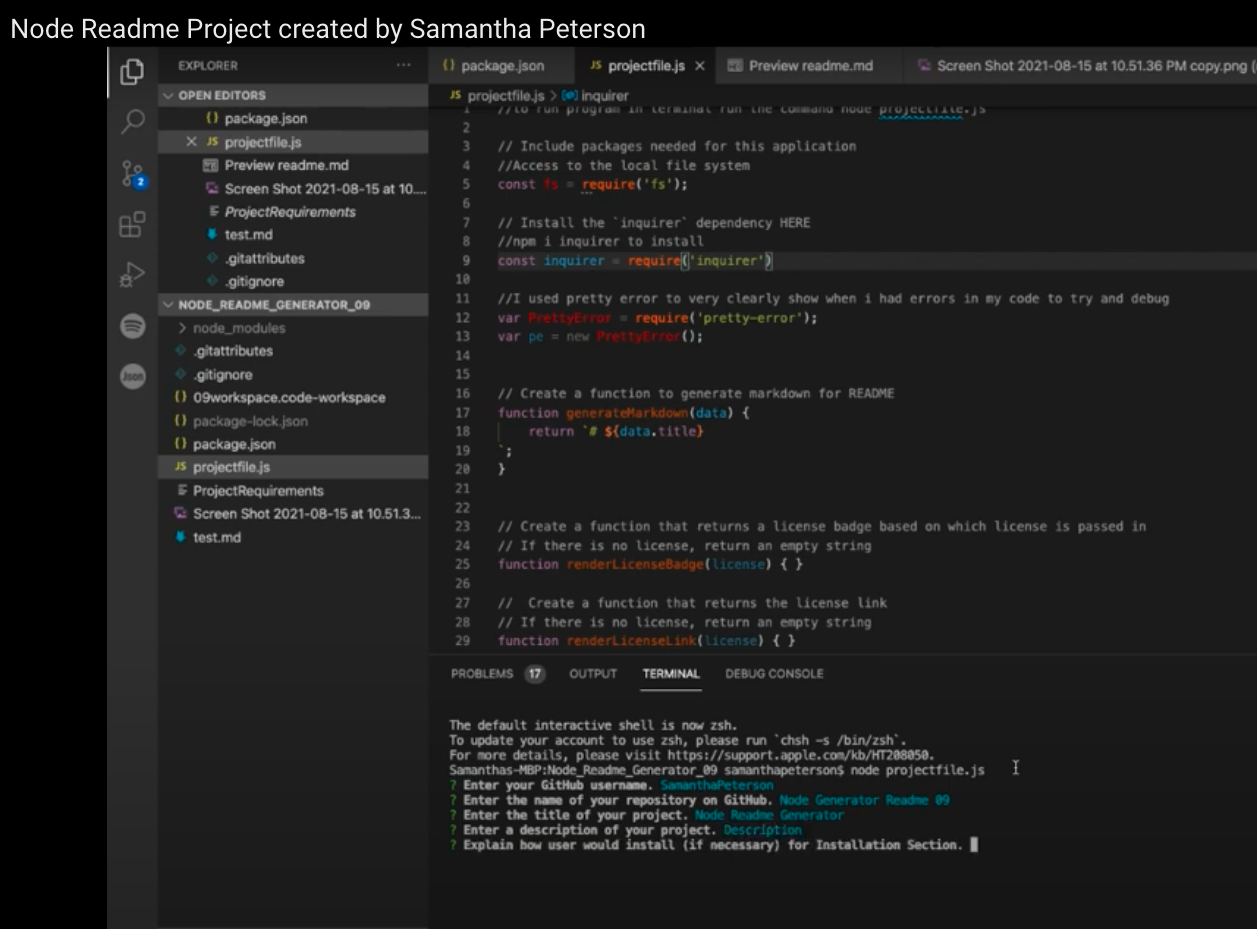 Node Readme Project created by Samantha Peterson
EXPLORER ...
OPEN EDITORS
{} package.json
JS projectfile.js
Preview readme.md
Screen Shot 2021-08-15 at 10....
ProjectRequirements
test.md
.gitattributes
.gitignore
NODE_README_GENERATOR_09
node_modules
.gitattributes
.gitignore
{} 09workspace.code-workspace
{} package-lock.json
{} package.json
JS projectfile.js
ProjectRequirements
Screen Shot 2021-08-15 at 10.51.3...
test.md
2
Json
{} package.json
JS projectfile.js
Preview readme.md
Screen Shot 2021-08-15 at 10.51.36 PM copy.png (
JS projectfile.js > inquirer
1 //to run program in terminal run the command node projectfile.js
2
3 // Include packages needed for this application
4 //Access to the local file system
5 const fs = require('fs');
6
7 // Install the `inquirer` dependency HERE
8 //npm i inquirer to install
9 const inquirer = require('inquirer')
10
11 //I used pretty error to very clearly show when i had errors in my code to try and debug
12 var PrettyError = require('pretty-error');
13 var pe = new PrettyError();
14
15
16 // Create a function to generate markdown for README
17 function generateMarkdown(data) {
18 return `# ${data.title}
19 `;
20 }
21
22
23 // Create a function that returns a license badge based on which license is passed in
24 // If there is no license, return an empty string
25 function renderLicenseBadge(license) { }
26
27 //  Create a function that returns the license link
28 // If there is no license, return an empty string
29 function renderLicenseLink(license) { }
PROBLEMS 17 OUTPUT TERMINAL DEBUG CONSOLE
The default interactive shell is now zsh.
To update your account to use zsh, please run `chsh -s /bin/zsh`.
For more details, please visit https://support.apple.com/kb/HT208050.
Samanthas-MBP:Node_Readme_Generator_09 samanthapeterson$ node projectfile.js
? Enter your GitHub username. SamanthaPeterson
? Enter the name of your repository on GitHub. Node Generator Readme 09
? Enter the title of your project. Node Readme Generator
? Enter a description of your project. Description
? Explain how user would install (if necessary) for Installation Section.